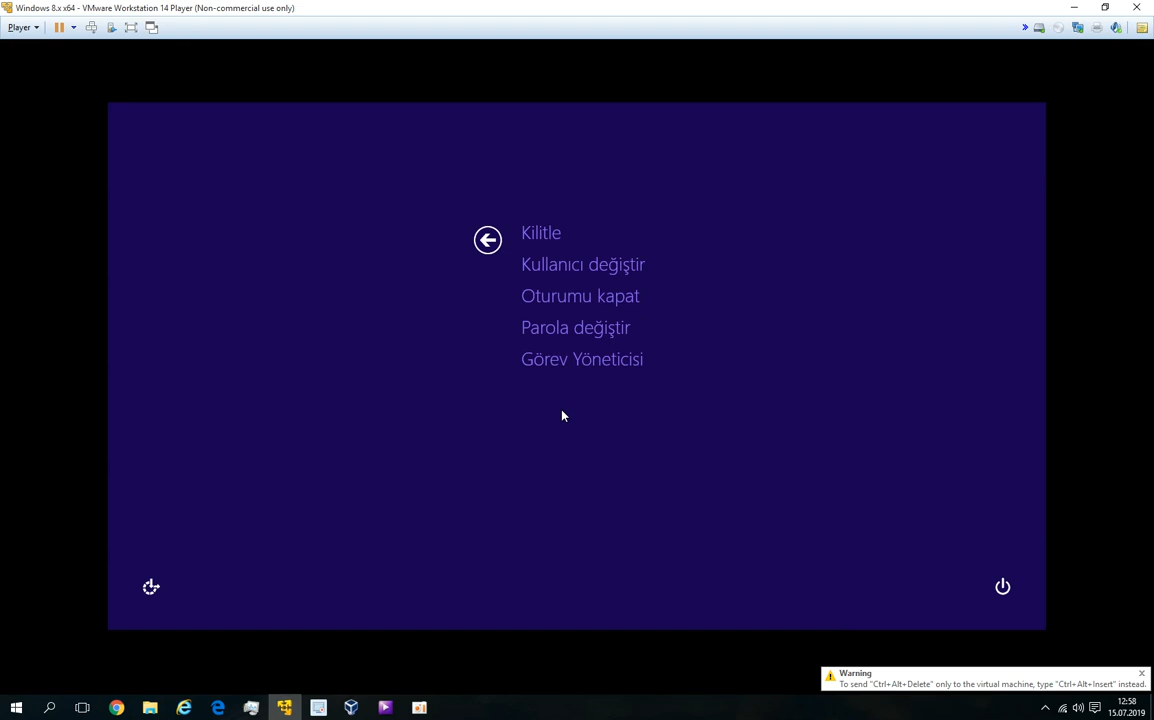 Windows 8.x x64 - VMware Workstation 14 Player (Non-commercial use only)
Player
Kilitle
Kullanıcı değiştir
Oturumu kapat
Parola değiştir
Görev Yöneticisi
Warning
To send "Ctrl+Alt+Delete" only to the virtual machine, type "Ctrl+Alt+Insert" instead.
12:58
15.07.2019